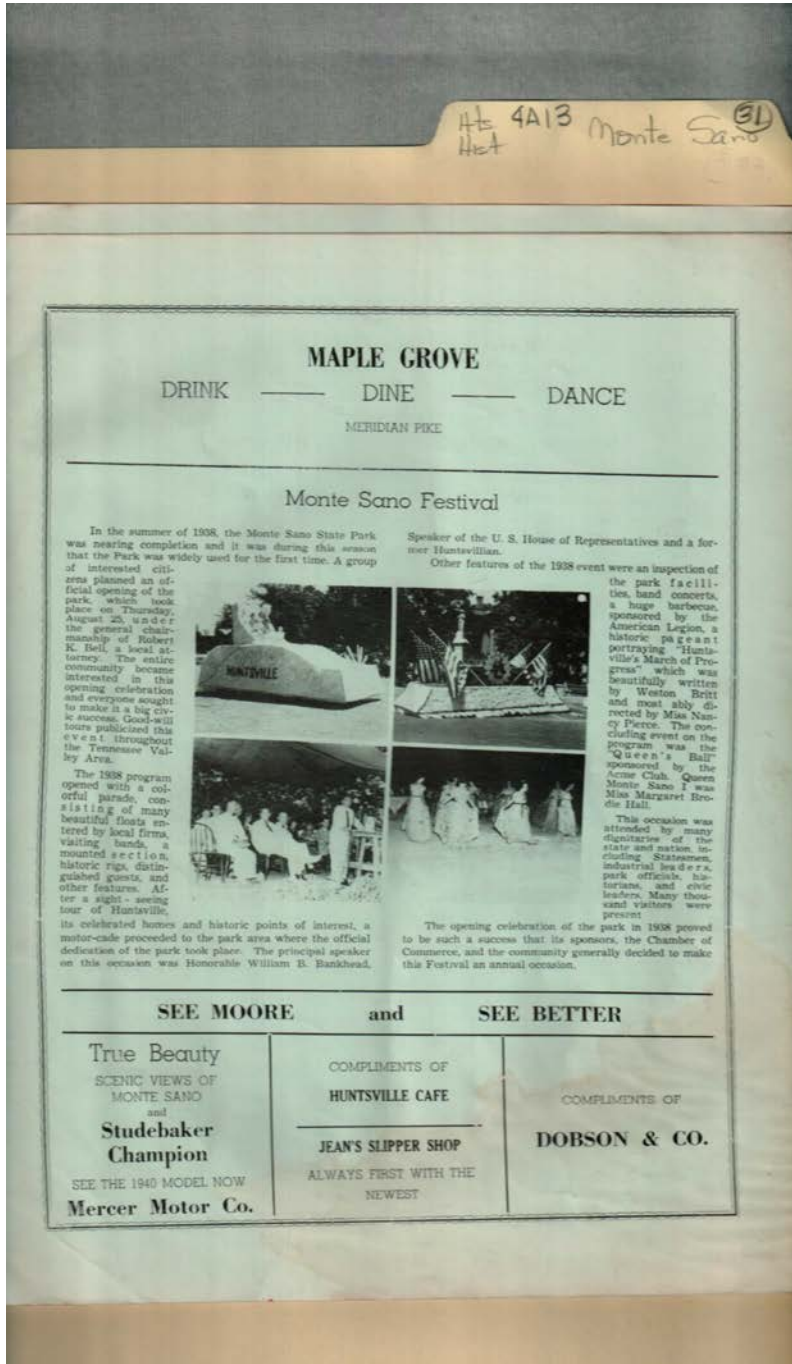 Hts 4A13 Monte Sano 31
Hist
MAPLE GROVE
DRINK —— DINE —— DANCE
MERIDIAN PIKE
Monte Sano Festival
In the summer of 1938, the Monte Sano State Park
was nearing completion and it was during this season
that the Park was widely used for the first time. A group
of interested citi-
zens planned an of-
ficial opening of the
park, which took
place on Thursday,
August 25, under
the general chair-
manship of Robert
K. Bell, a local at-
torney. The entire
community became
interested in this
opening celebration
and everyone sought
to make it a big civ-
ic success. Good-will
tours publicized this
event throughout
the Tennessee Val-
ley Area.
The 1938 program
opened with a col-
orful parade, con-
sisting of many
beautiful floats en-
tered by local firms,
visiting bands, a
mounted section,
historic rigs, distin-
guished guests, and
other features. Af-
ter a sight-seeing
tour of Huntsville,
its celebrated homes and historic points of interest, a
motor-cade proceeded to the park area where the official
dedication of the park took place. The principal speaker
on this occasion was Honorable William B. Bankhead,
HUNTSVILLE
Speaker of the U. S. House of Representatives and a for-
mer Huntsvillian.
Other features of the 1938 event were an inspection of
the park facili-
ties, band concerts,
a huge barbecue,
sponsored by the
American Legion, a
historic pageant
portraying "Hunts-
ville's March of Pro-
gress" which was
beautifully written
by Weston Britt
and most ably di-
rected by Miss Nan-
cy Pierce. The con-
cluding event on the
program was the
"Queen's Ball"
sponsored by the
Acme Club. Queen
Monte Sano I was
Miss Margaret Bro-
die Hall.
This occasion was
attended by many
dignitaries of the
state and nation, in-
cluding Statesmen,
industrial leaders,
park officials, his-
torians, and civic
leaders. Many thou-
sand visitors were
present
The opening celebration of the park in 1938 proved
to be such a success that its sponsors, the Chamber of
Commerce, and the community generally decided to make
this Festival an annual occasion.
SEE MOORE and SEE BETTER
True Beauty
SCENIC VIEWS OF
MONTE SANO
and
Studebaker
Champion
SEE THE 1940 MODEL NOW
Mercer Motor Co.
COMPLIMENTS OF
HUNTSVILLE CAFE
JEAN'S SLIPPER SHOP
ALWAYS FIRST WITH THE
NEWEST
COMPLIMENTS OF
DOBSON & CO.